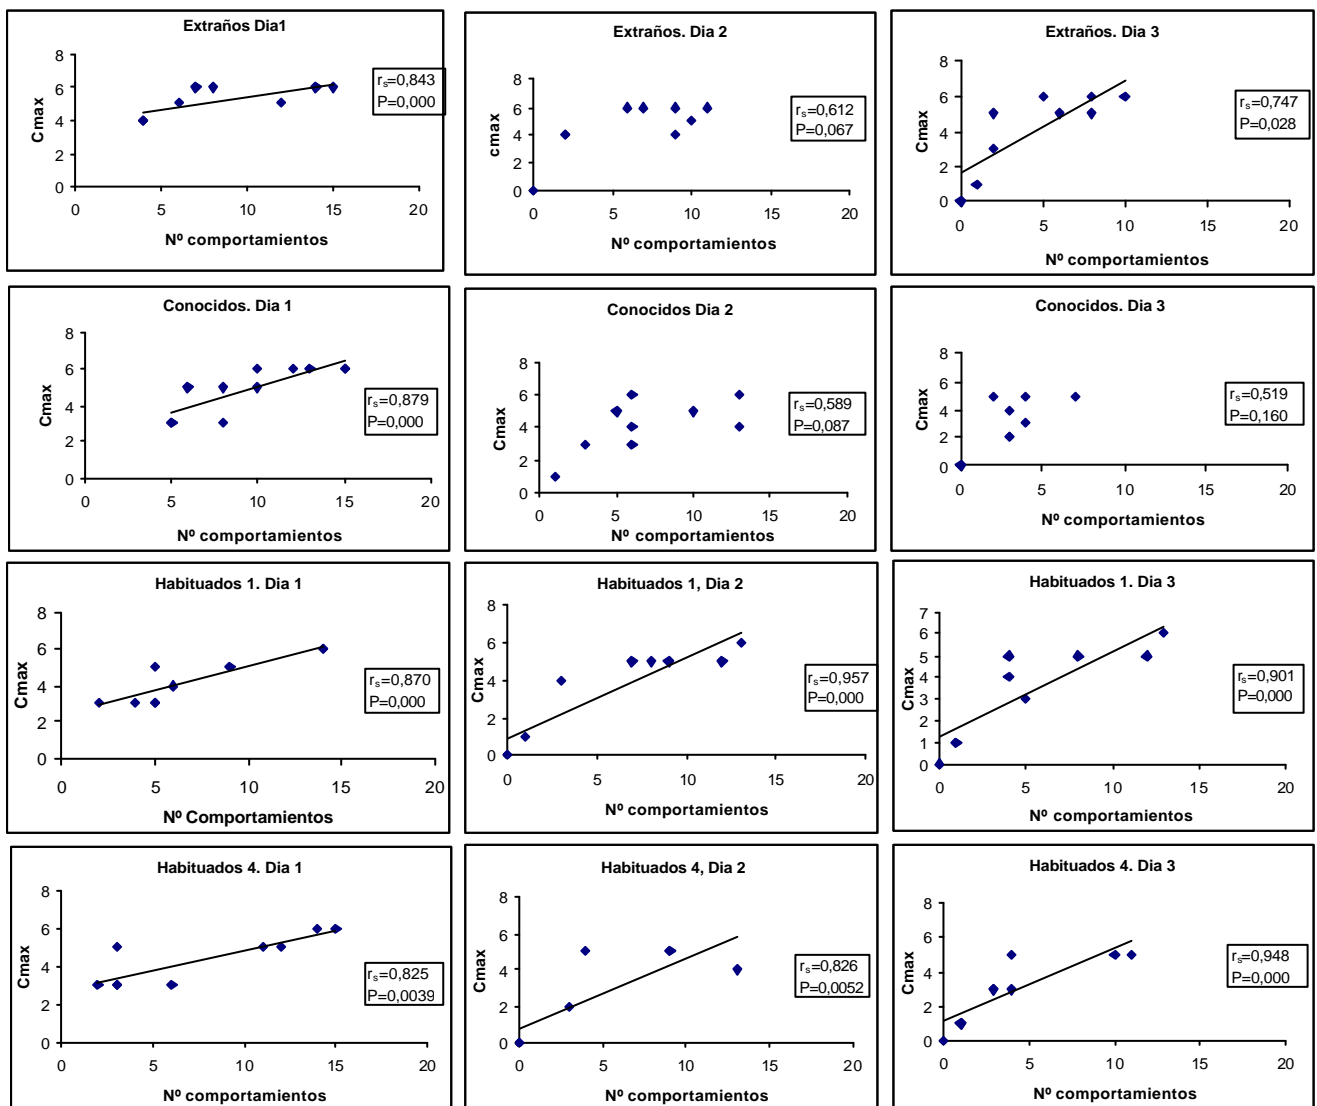 Extraños Dia1
8
6
4
2
0
0 5 10 15 20
Cmax
Nº comportamientos
rs=0,843
P=0,000
Extraños. Dia 2
8
6
4
2
0
0 5 10 15 20
cmax
Nº comportamientos
rs=0,612
P=0,067
Extraños. Dia 3
8
6
4
2
0
0 5 10 15 20
Cmax
Nº comportamientos
rs=0,747
P=0,028
Conocidos. Dia 1
8
6
4
2
0
0 5 10 15 20
Cmax
Nº comportamientos
rs=0,879
P=0,000
Conocidos Dia 2
8
6
4
2
0
0 5 10 15 20
Cmax
Nº comportamientos
rs=0,589
P=0,087
Conocidos. Dia 3
8
6
4
2
0
0 5 10 15 20
Cmax
Nº comportamientos
rs=0,519
P=0,160
Habituados 1. Dia 1
8
6
4
2
0
0 5 10 15 20
Cmax
Nº Comportamientos
rs=0,870
P=0,000
Habituados 1, Dia 2
8
6
4
2
0
0 5 10 15 20
Cmax
Nº comportamientos
rs=0,957
P=0,000
Habituados 1. Dia 3
7
6
5
4
3
2
1
0
0 5 10 15 20
Cmax
Nº comportamientos
rs=0,901
P=0,000
Habituados 4. Dia 1
8
6
4
2
0
0 5 10 15 20
Cmax
Nº comportamientos
rs=0,825
P=0,0039
Habituados 4, Dia 2
8
6
4
2
0
0 5 10 15 20
Cmax
Nº comportamientos
rs=0,826
P=0,0052
Habituados 4. Dia 3
8
6
4
2
0
0 5 10 15 20
Cmax
Nº comportamientos
rs=0,948
P=0,000